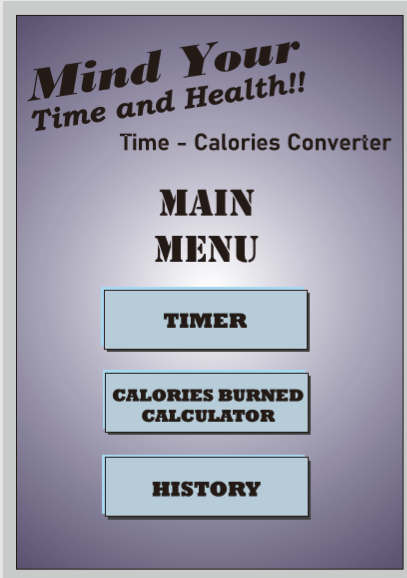 Mind Your
Time and Health!!
Time - Calories Converter
MAIN
MENU
TIMER
CALORIES BURNED
CALCULATOR
HISTORY